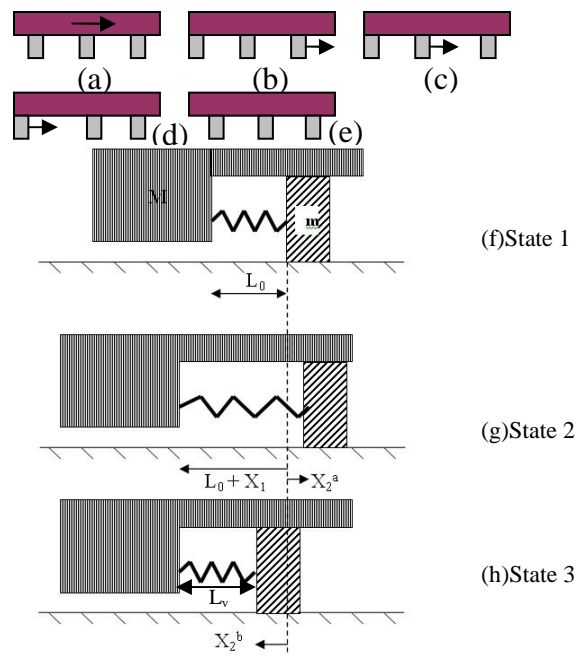 (a) (b) (c)
(d) (e)
M
m
(f)State 1
L₀
(g)State 2
L₀ + X₁ X₂ᵃ
(h)State 3
Lᵥ
X₂ᵇ